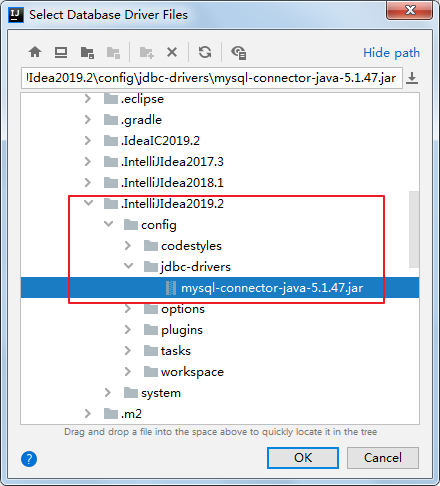 Select Database Driver Files
Hide path
!Idea2019.2\config\jdbc-drivers\mysql-connector-java-5.1.47.jar
.eclipse
.gradle
.IdeaIC2019.2
.IntelliJIdea2017.3
.IntelliJIdea2018.1
.IntelliJIdea2019.2
config
codestyles
jdbc-drivers
mysql-connector-java-5.1.47.jar
options
plugins
tasks
workspace
system
.m2
Drag and drop a file into the space above to quickly locate it in the tree
? OK Cancel